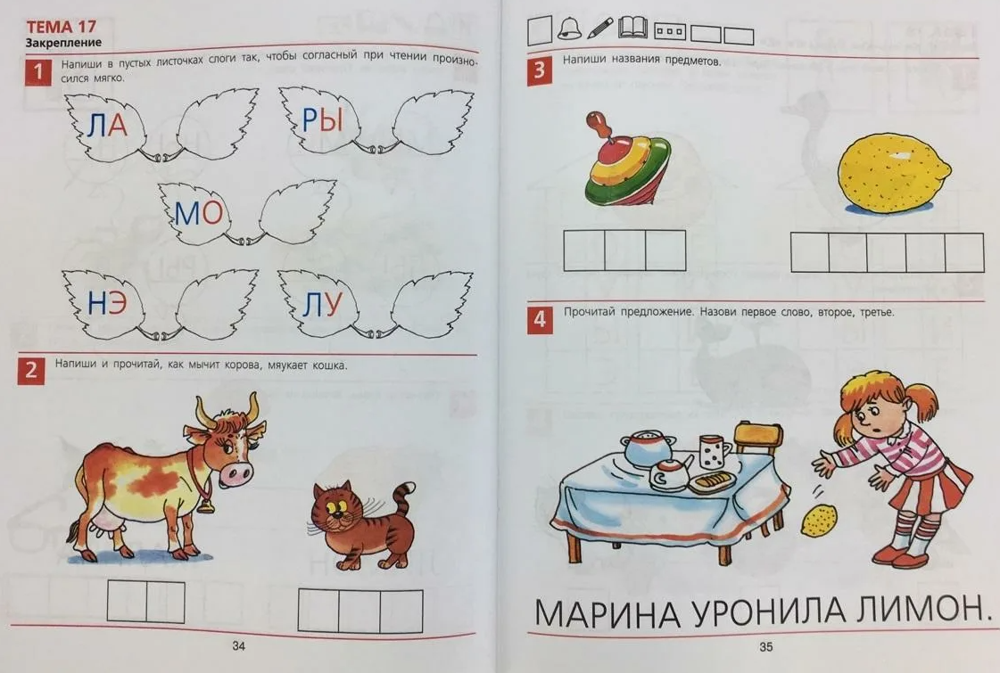 ТЕМА 17
Закрепление
1 Напиши в пустых листочках слоги так, чтобы согласный при чтении произно-
сился мягко.
ЛА РЫ
МО
НЭ ЛУ
2 Напиши и прочитай, как мычит корова, мяукает кошка.
34
3 Напиши названия предметов.
4 Прочитай предложение. Назови первое слово, второе, третье.
МАРИНА УРОНИЛА ЛИМОН.
35